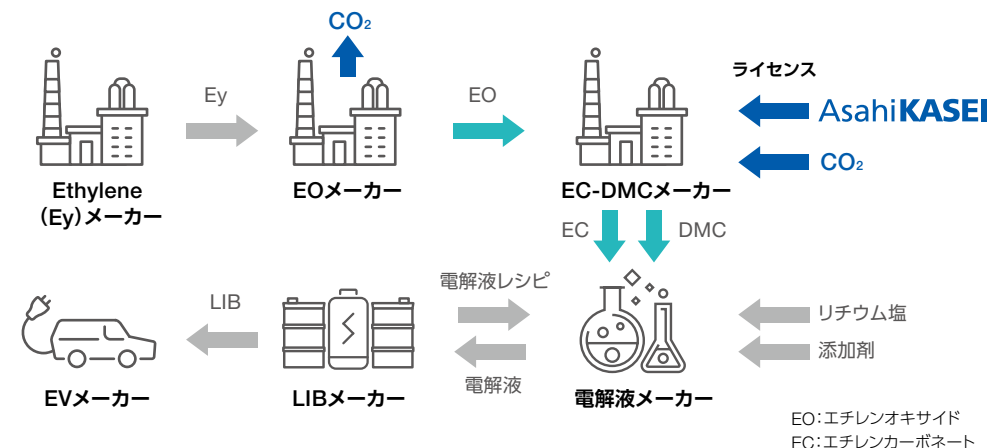 CO₂
ライセンス
Ey
EO
AsahiKASEI
CO₂
Ethylene
（Ey）メーカー
EOメーカー
EC-DMCメーカー
EC
DMC
電解液レシピ
LIB
リチウム塩
添加剤
電解液
EVメーカー
LIBメーカー
電解液メーカー
EO：エチレンオキサイド
EC：エチレンカーボネート